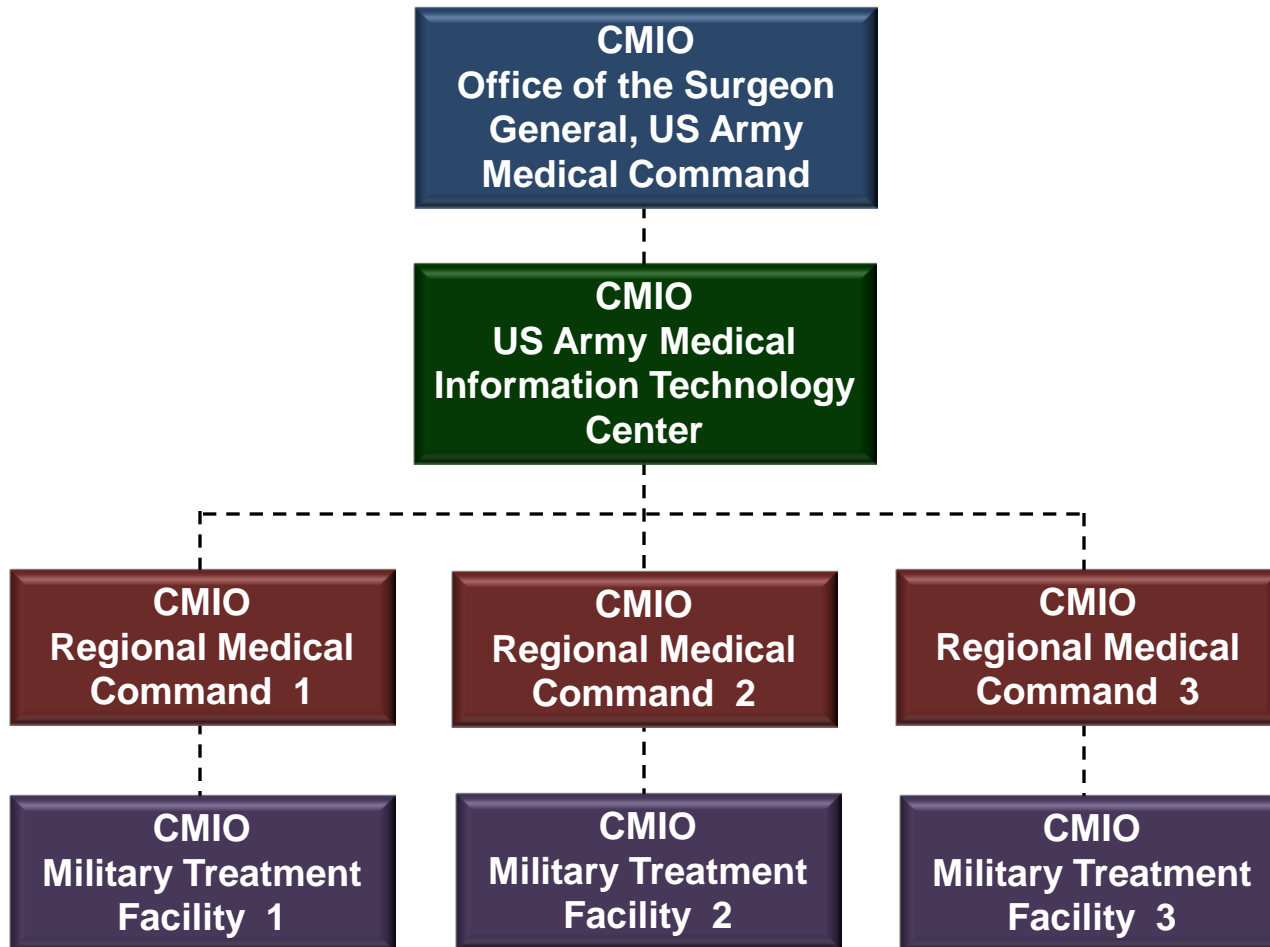 CMIO
Office of the Surgeon
General, US Army
Medical Command
CMIO
US Army Medical
Information Technology
Center
CMIO
Regional Medical
Command  1
CMIO
Regional Medical
Command  2
CMIO
Regional Medical
Command  3
CMIO
Military Treatment
Facility  1
CMIO
Military Treatment
Facility  2
CMIO
Military Treatment
Facility  3